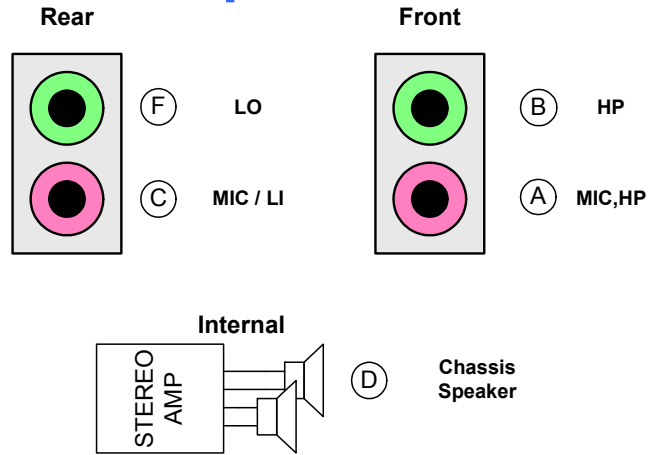 Rear
Front
F
LO
B
HP
C
MIC / LI
A
MIC,HP
Internal
STEREO
AMP
D
Chassis
Speaker